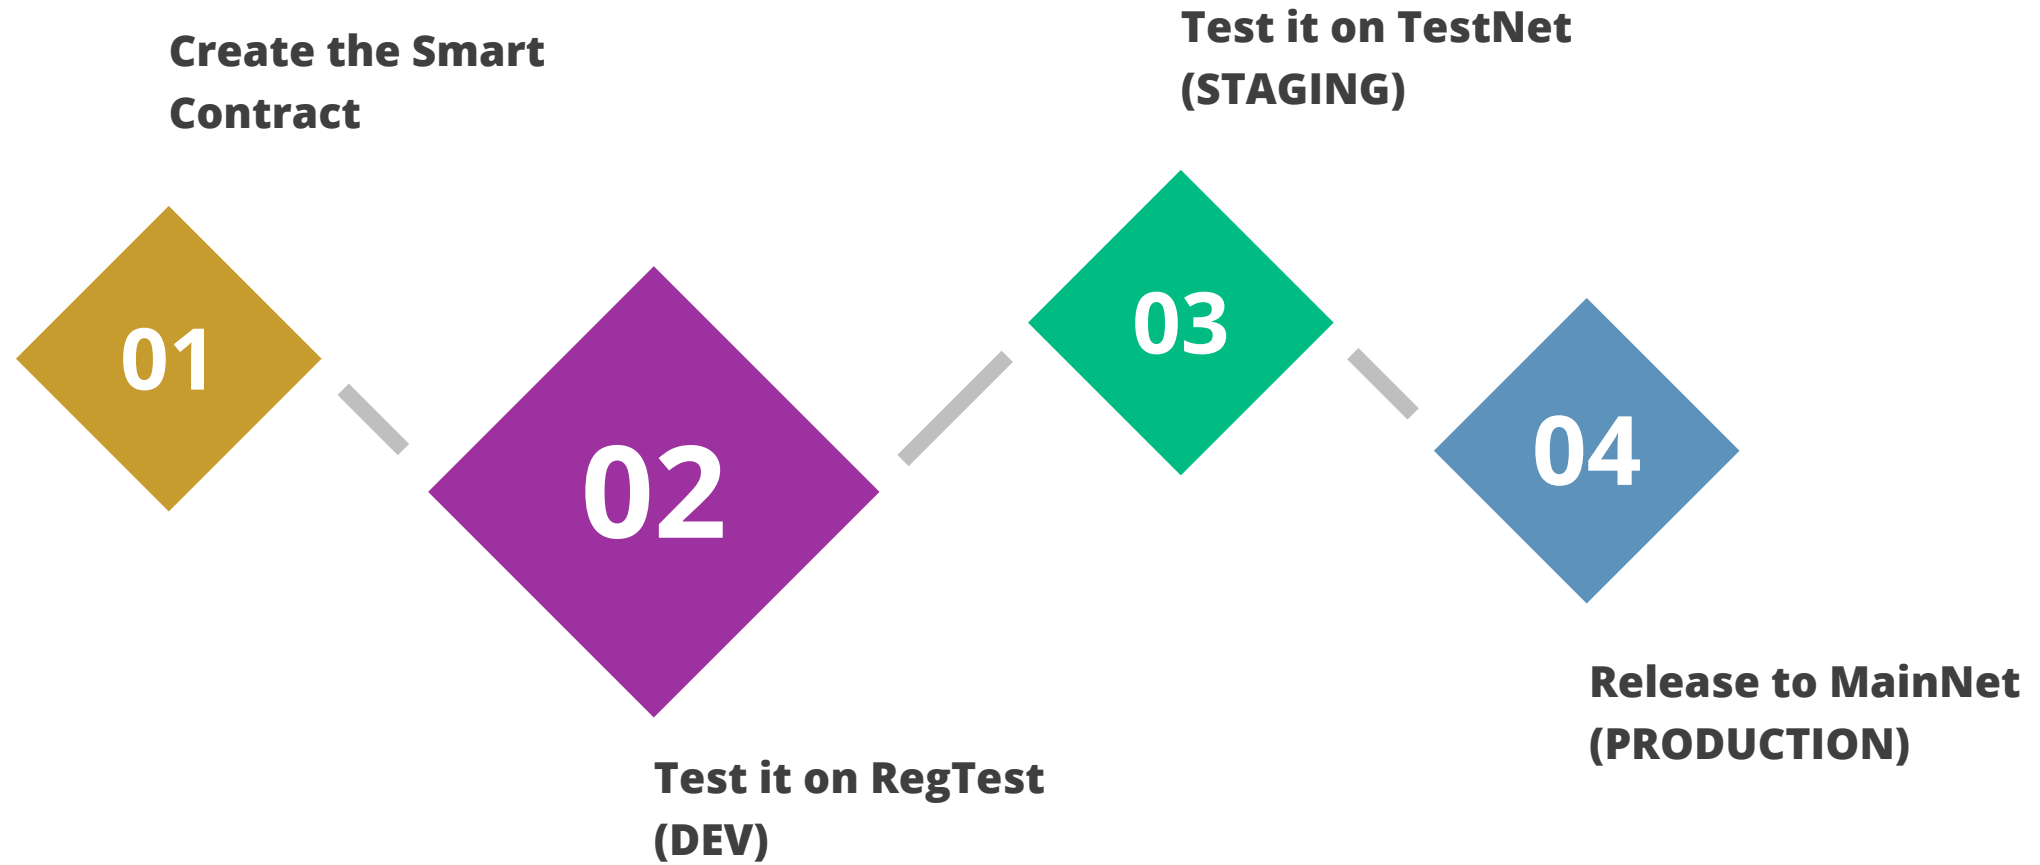 Create the Smart
Contract
01
02
Test it on RegTest
(DEV)
Test it on TestNet
(STAGING)
03
04
Release to MainNet
(PRODUCTION)